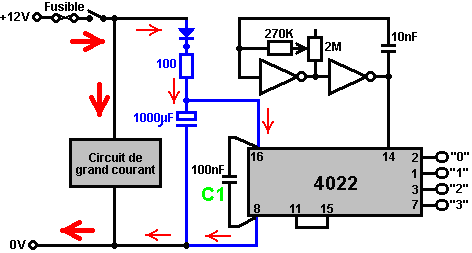 Fusible
+12V
270K
2M
10nF
100
1000µF
Circuit de
grand courant
100nF
C1
16
14
4022
2
"0"
1
"1"
3
"2"
7
"3"
8
11
15
0V